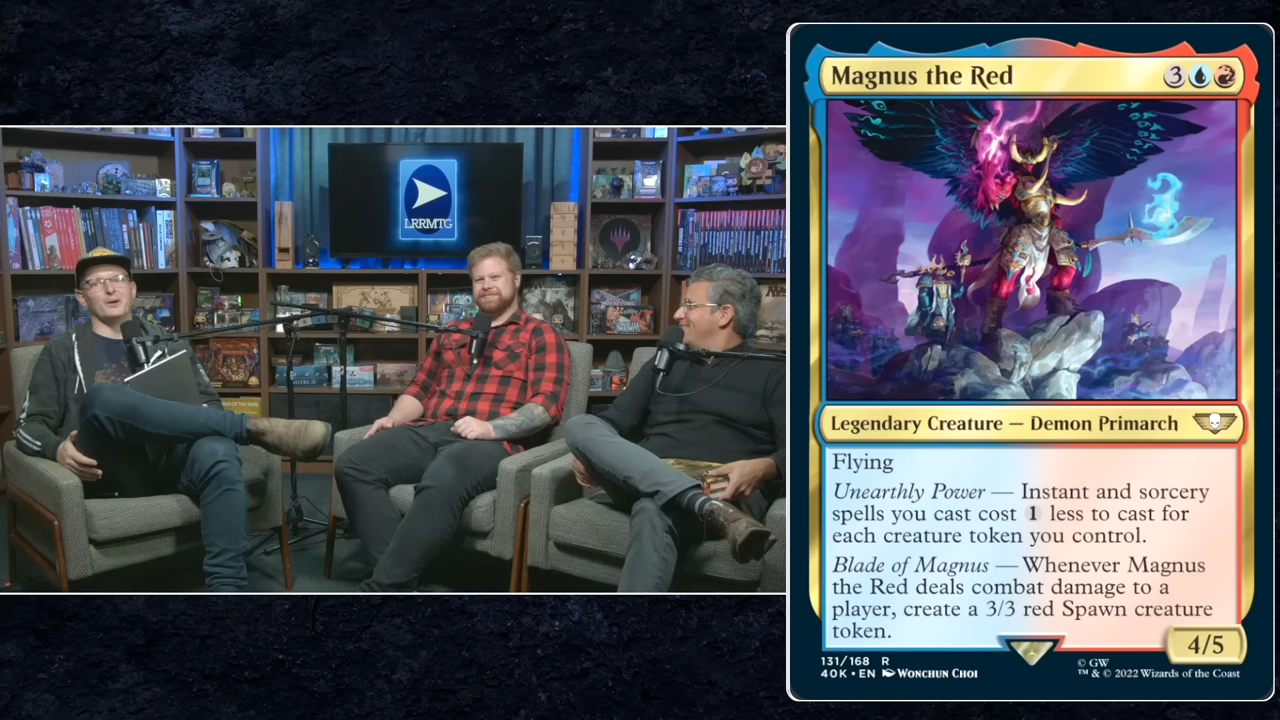 LRRMTG
Magnus the Red
3
Legendary Creature — Demon Primarch
Flying
Unearthly Power — Instant and sorcery
spells you cast cost 1 less to cast for
each creature token you control.
Blade of Magnus — Whenever Magnus
the Red deals combat damage to a
player, create a 3/3 red Spawn creature
token.
4/5
131/168 R
40K • EN WONCHUN CHOI
© GW
™ & © 2022 Wizards of the Coast